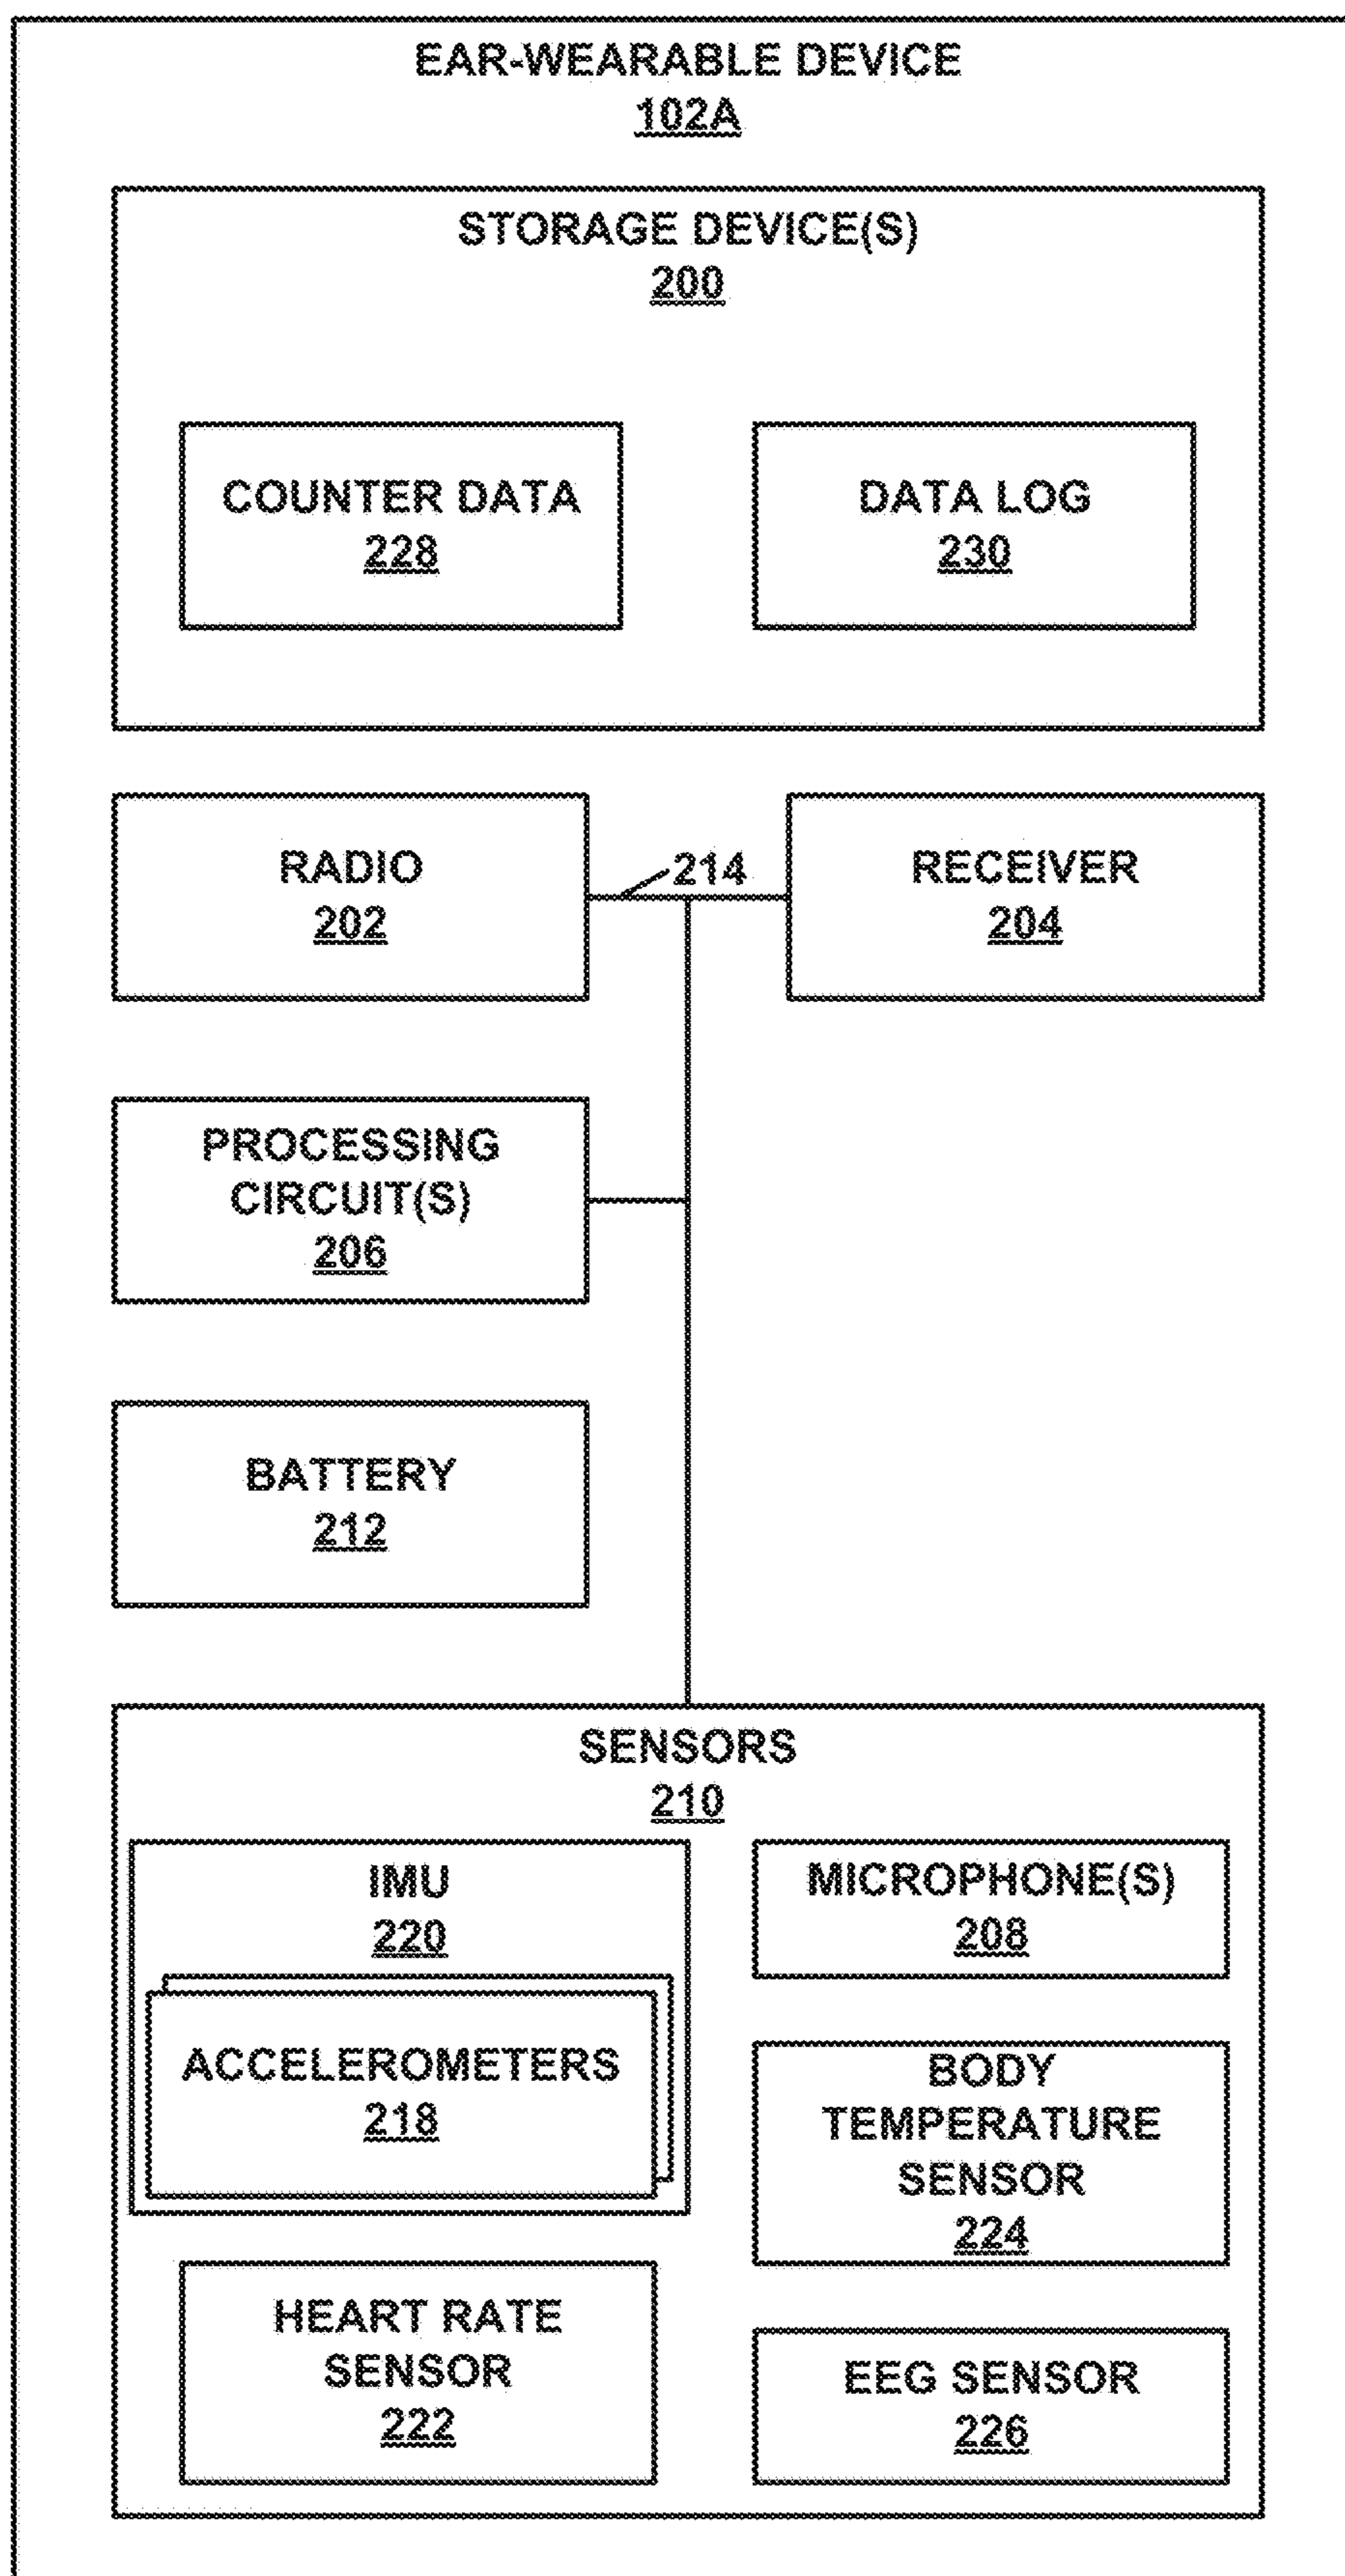 EAR-WEARABLE DEVICE
102A
STORAGE DEVICE(S)
200
COUNTER DATA
228
DATA LOG
230
RADIO
202
214
RECEIVER
204
PROCESSING
CIRCUIT(S)
206
BATTERY
212
SENSORS
210
IMU
220
ACCELEROMETERS
218
MICROPHONE(S)
208
BODY
TEMPERATURE
SENSOR
224
HEART RATE
SENSOR
222
EEG SENSOR
226